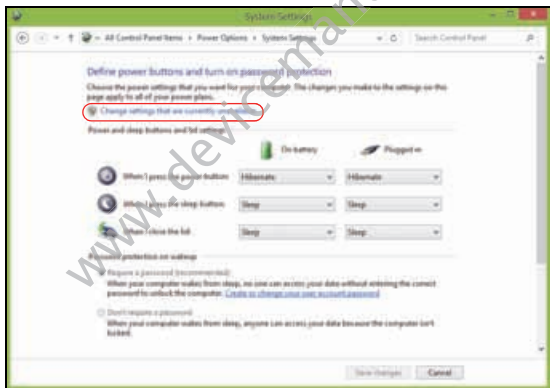 System Settings
All Control Panel Items Power Options System Settings
Search Control Panel
Define power buttons and turn on password protection
Choose the power settings that you want for your computer. The changes you make to the settings on this
page apply to all of your power plans.
Change settings that are currently unavailable
Power and sleep buttons and lid settings
On battery Plugged in
When I press the power button: Hibernate Hibernate
When I press the sleep button: Sleep Sleep
When I close the lid: Sleep Sleep
Password protection on wakeup
Require a password (recommended)
When your computer wakes from sleep, no one can access your data without entering the correct
password to unlock the computer. Create or change your user account password
Don't require a password
When your computer wakes from sleep, anyone can access your data because the computer isn't
locked.
Save changes Cancel